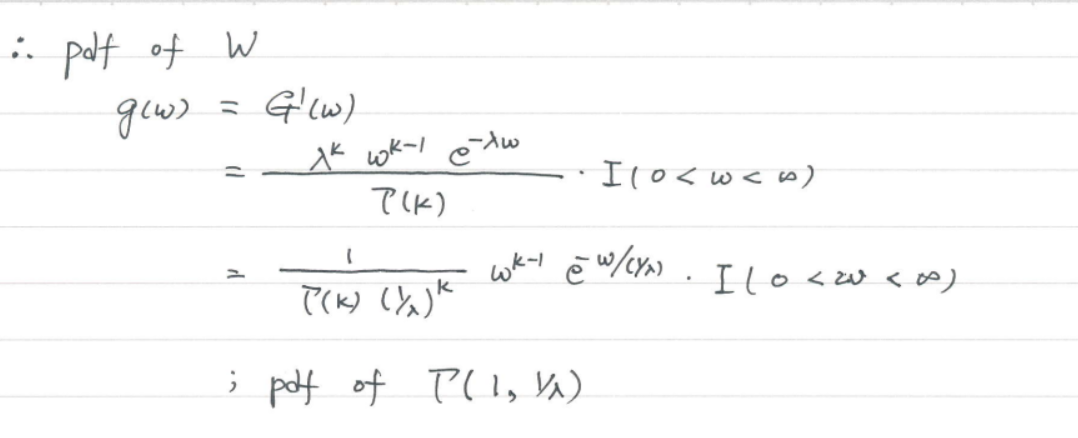 ∴ pdf of W
g(w) = G'(w)
= λ^k w^{k-1} e^{-λw} / Γ(k) · I(0 < w < ∞)
= 1 / Γ(k) (1/λ)^k w^{k-1} e^{-w/(1/λ)} · I(0 < w < ∞)
; pdf of Γ(1, 1/λ)